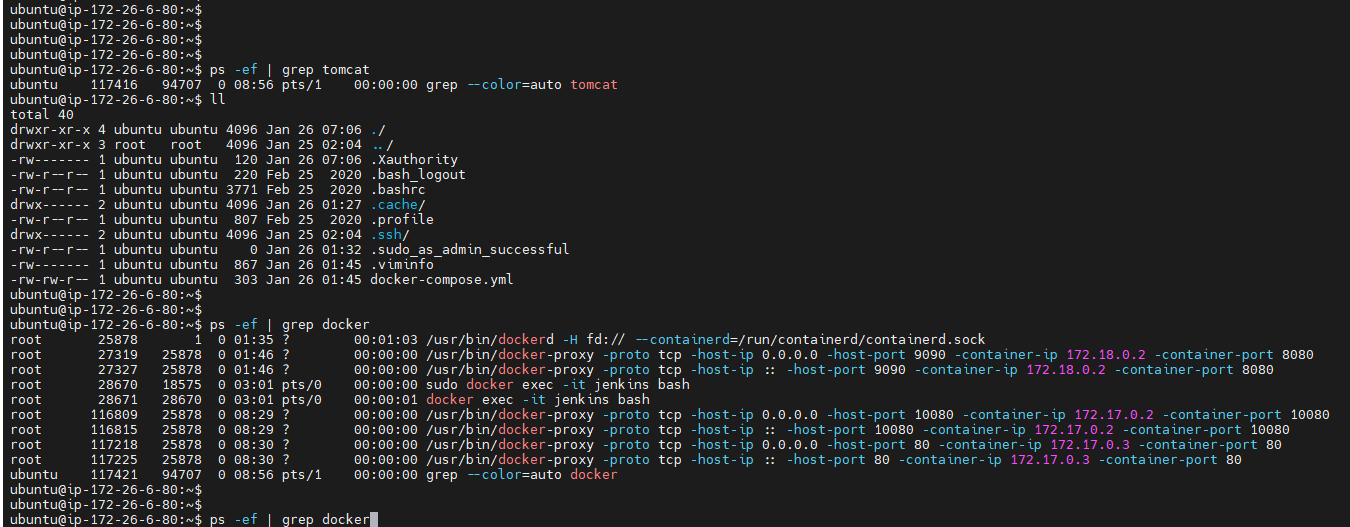 ubuntu@ip-172-26-6-80:~$
ubuntu@ip-172-26-6-80:~$
ubuntu@ip-172-26-6-80:~$
ubuntu@ip-172-26-6-80:~$
ubuntu@ip-172-26-6-80:~$ ps -ef | grep tomcat
ubuntu    117416   94707  0 08:56 pts/1    00:00:00 grep --color=auto tomcat
ubuntu@ip-172-26-6-80:~$ ll
total 40
drwxr-xr-x 4 ubuntu ubuntu 4096 Jan 26 07:06 ./
drwxr-xr-x 3 root   root   4096 Jan 25 02:04 ../
-rw------- 1 ubuntu ubuntu  120 Jan 26 07:06 .Xauthority
-rw-r--r-- 1 ubuntu ubuntu  220 Feb 25  2020 .bash_logout
-rw-r--r-- 1 ubuntu ubuntu 3771 Feb 25  2020 .bashrc
drwx------ 2 ubuntu ubuntu 4096 Jan 26 01:27 .cache/
-rw-r--r-- 1 ubuntu ubuntu  807 Feb 25  2020 .profile
drwx------ 2 ubuntu ubuntu 4096 Jan 25 02:04 .ssh/
-rw-r--r-- 1 ubuntu ubuntu    0 Jan 26 01:32 .sudo_as_admin_successful
-rw------- 1 ubuntu ubuntu  867 Jan 26 01:45 .viminfo
-rw-rw-r-- 1 ubuntu ubuntu  303 Jan 26 01:45 docker-compose.yml
ubuntu@ip-172-26-6-80:~$
ubuntu@ip-172-26-6-80:~$
ubuntu@ip-172-26-6-80:~$ ps -ef | grep docker
root       25878       1  0 01:35 ?        00:01:03 /usr/bin/dockerd -H fd:// --containerd=/run/containerd/containerd.sock
root       27319   25878  0 01:46 ?        00:00:00 /usr/bin/docker-proxy -proto tcp -host-ip 0.0.0.0 -host-port 9090 -container-ip 172.18.0.2 -container-port 8080
root       27327   25878  0 01:46 ?        00:00:00 /usr/bin/docker-proxy -proto tcp -host-ip :: -host-port 9090 -container-ip 172.18.0.2 -container-port 8080
root       28670   18575  0 03:01 pts/0    00:00:00 sudo docker exec -it jenkins bash
root       28671   28670  0 03:01 pts/0    00:00:01 docker exec -it jenkins bash
root      116809   25878  0 08:29 ?        00:00:00 /usr/bin/docker-proxy -proto tcp -host-ip 0.0.0.0 -host-port 10080 -container-ip 172.17.0.2 -container-port 10080
root      116815   25878  0 08:29 ?        00:00:00 /usr/bin/docker-proxy -proto tcp -host-ip :: -host-port 10080 -container-ip 172.17.0.2 -container-port 10080
root      117218   25878  0 08:30 ?        00:00:00 /usr/bin/docker-proxy -proto tcp -host-ip 0.0.0.0 -host-port 80 -container-ip 172.17.0.3 -container-port 80
root      117225   25878  0 08:30 ?        00:00:00 /usr/bin/docker-proxy -proto tcp -host-ip :: -host-port 80 -container-ip 172.17.0.3 -container-port 80
ubuntu    117421   94707  0 08:56 pts/1    00:00:00 grep --color=auto docker
ubuntu@ip-172-26-6-80:~$
ubuntu@ip-172-26-6-80:~$
ubuntu@ip-172-26-6-80:~$ ps -ef | grep docker